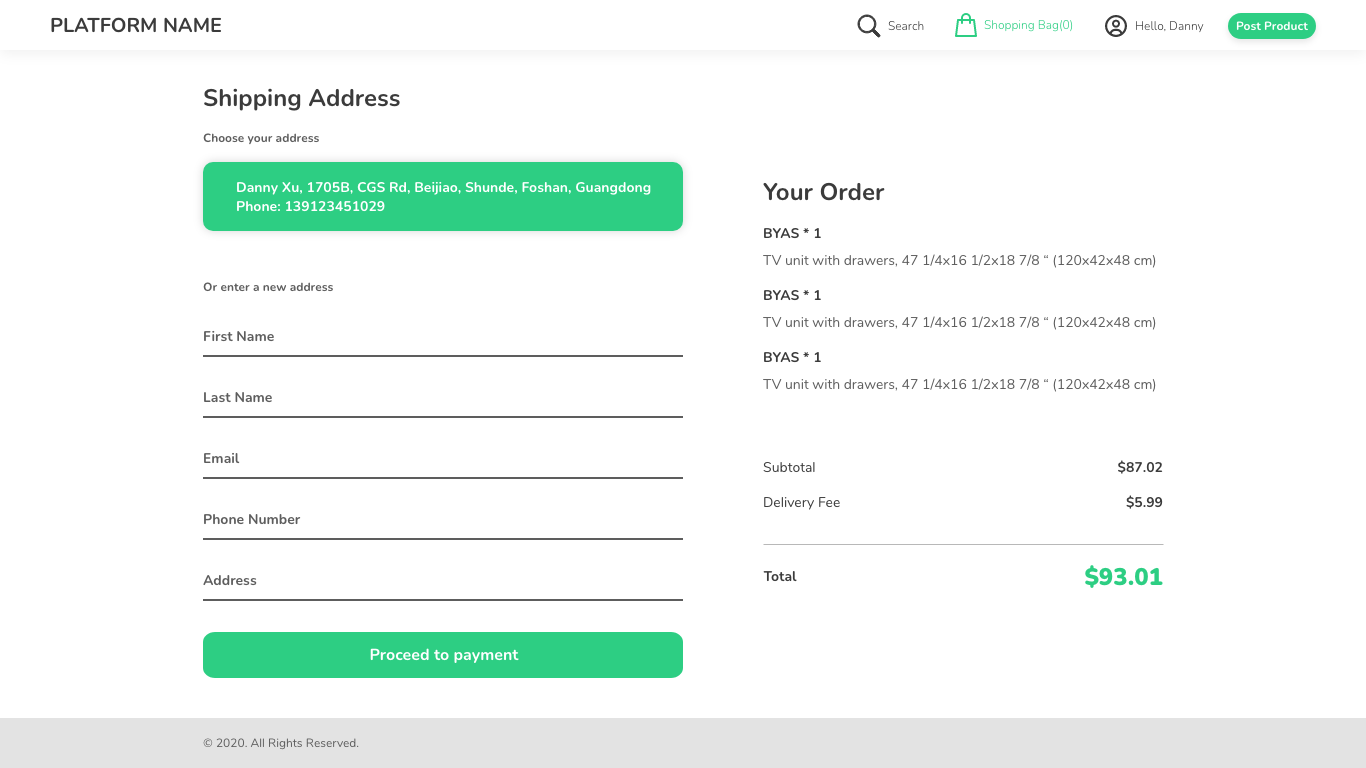 PLATFORM NAME
Search
Shopping Bag(0)
Hello, Danny
Post Product
Shipping Address
Choose your address
Danny Xu, 1705B, CGS Rd, Beijiao, Shunde, Foshan, Guangdong
Phone: 139123451029
Or enter a new address
First Name
Last Name
Email
Phone Number
Address
Proceed to payment
Your Order
BYAS * 1
TV unit with drawers, 47 1/4x16 1/2x18 7/8 “ (120x42x48 cm)
BYAS * 1
TV unit with drawers, 47 1/4x16 1/2x18 7/8 “ (120x42x48 cm)
BYAS * 1
TV unit with drawers, 47 1/4x16 1/2x18 7/8 “ (120x42x48 cm)
Subtotal $87.02
Delivery Fee $5.99
Total $93.01
© 2020. All Rights Reserved.